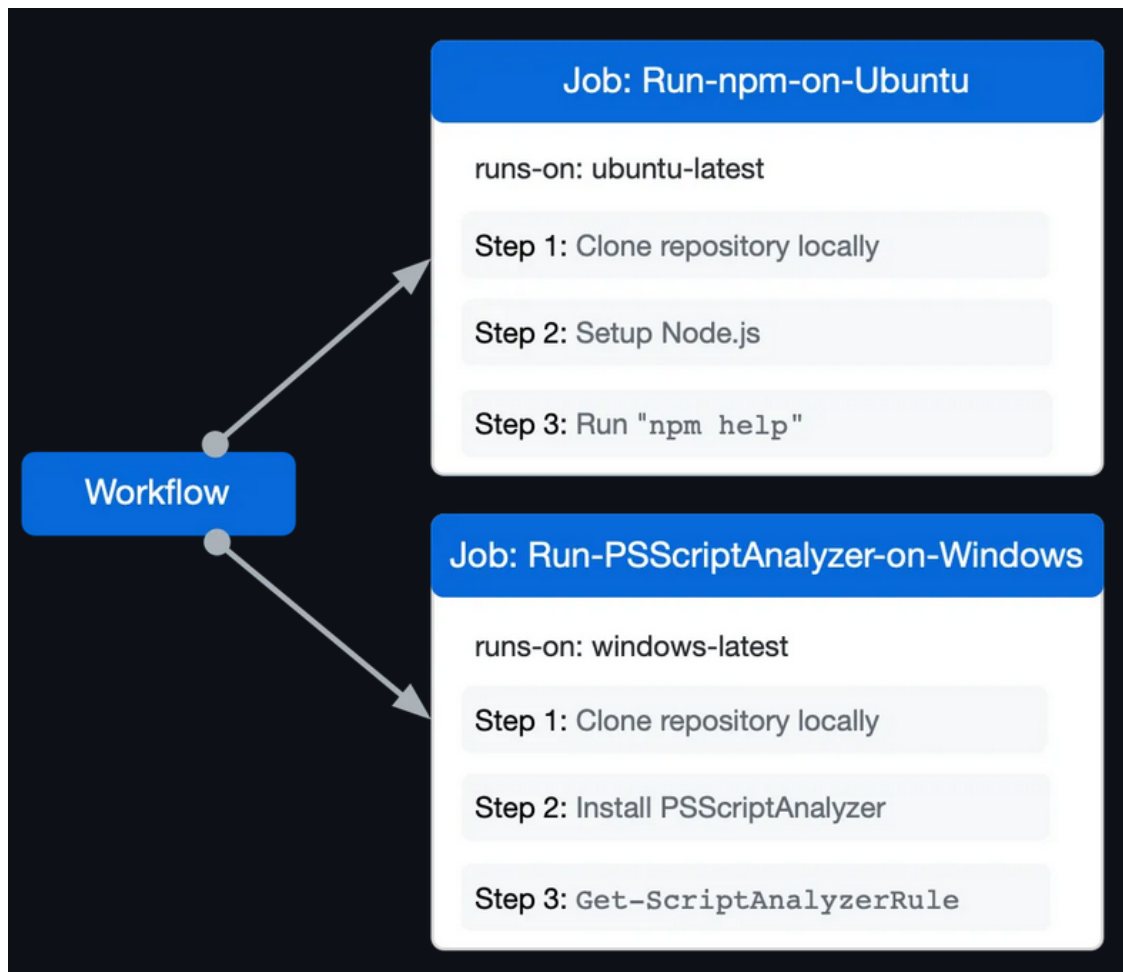 Job: Run-npm-on-Ubuntu
runs-on: ubuntu-latest
Step 1: Clone repository locally
Step 2: Setup Node.js
Step 3: Run "npm help"
Workflow
Job: Run-PSScriptAnalyzer-on-Windows
runs-on: windows-latest
Step 1: Clone repository locally
Step 2: Install PSScriptAnalyzer
Step 3: Get-ScriptAnalyzerRule